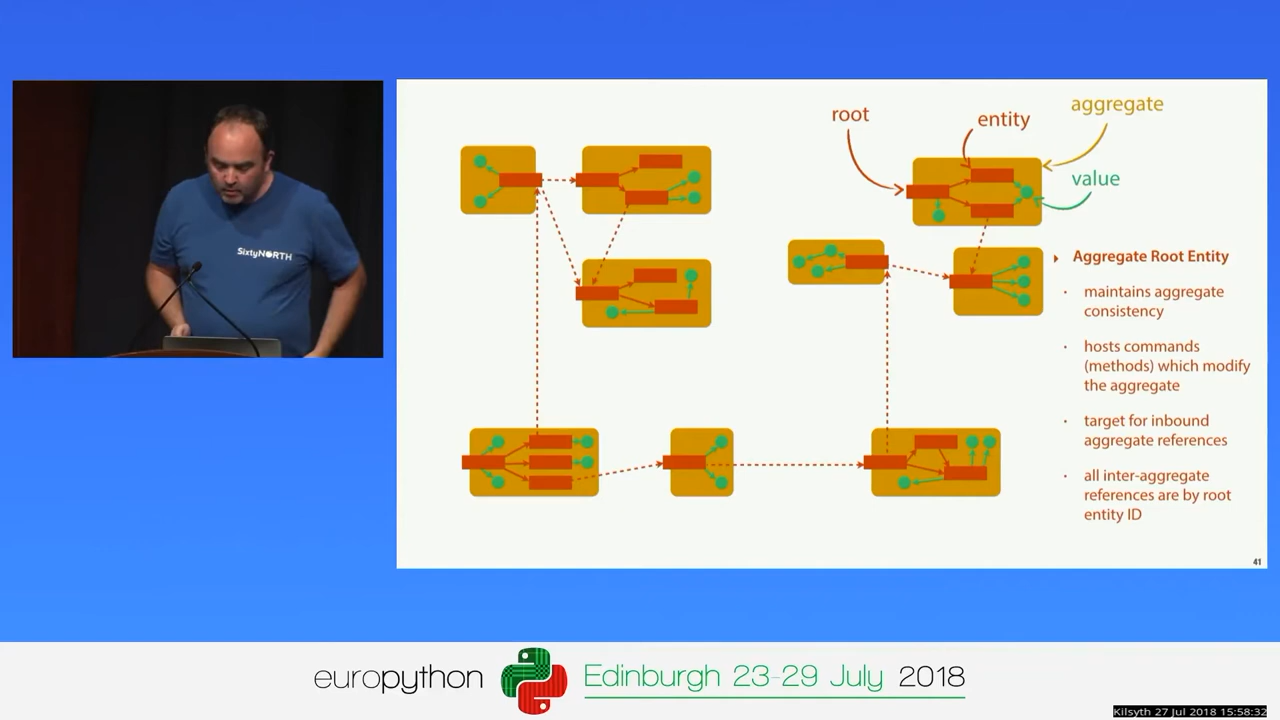 SixtyNORTH
root
entity
aggregate
value
Aggregate Root Entity
maintains aggregate
consistency
hosts commands
(methods) which modify
the aggregate
target for inbound
aggregate references
all inter-aggregate
references are by root
entity ID
41
europython
Edinburgh 23-29 July 2018
Kilsyth 27 Jul 2018 15:58:32